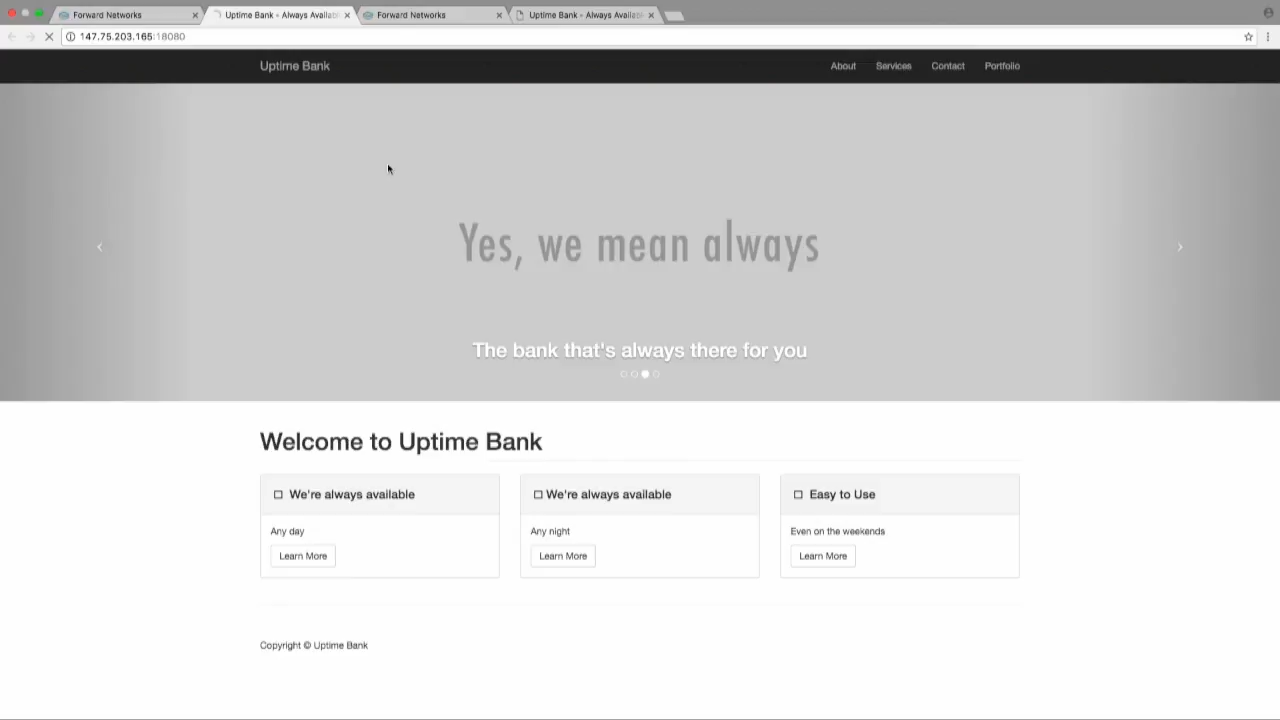 Forward Networks
Uptime Bank - Always Availab
Forward Networks
Uptime Bank - Always Availab
147.75.203.165:18080
Uptime Bank
About
Services
Contact
Portfolio
Yes, we mean always
The bank that's always there for you
Welcome to Uptime Bank
We're always available
Any day
Learn More
We're always available
Any night
Learn More
Easy to Use
Even on the weekends
Learn More
Copyright © Uptime Bank